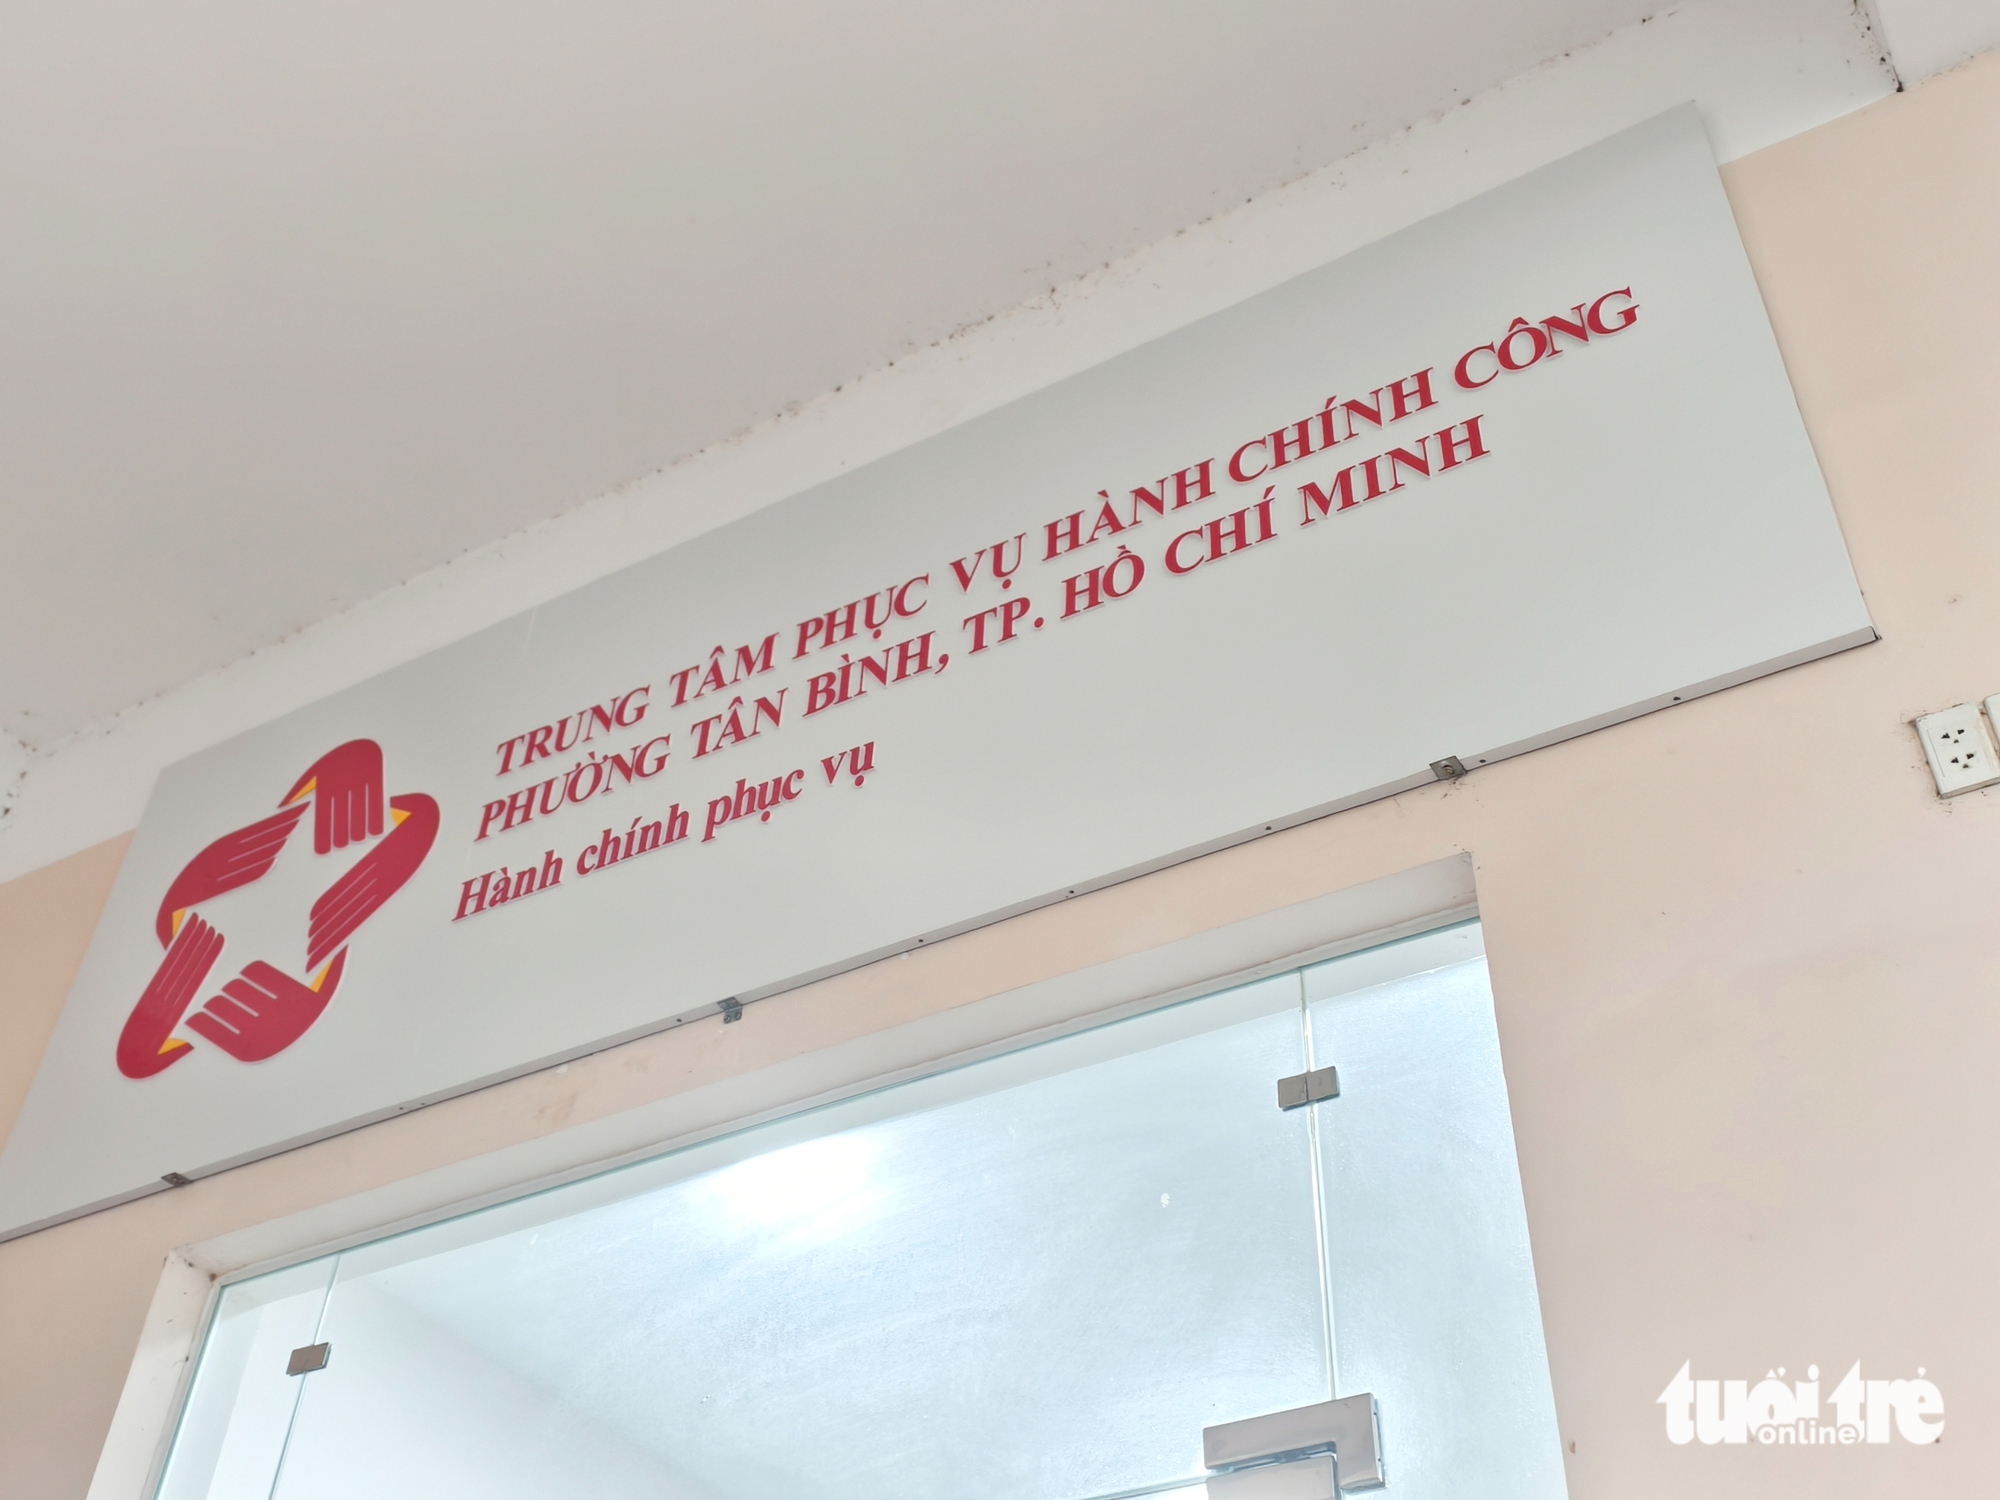 TRUNG TÂM PHỤC VỤ HÀNH CHÍNH CÔNG
PHƯỜNG TÂN BÌNH, TP. HỒ CHÍ MINH
Hành chính phục vụ
tuổi trẻ
online